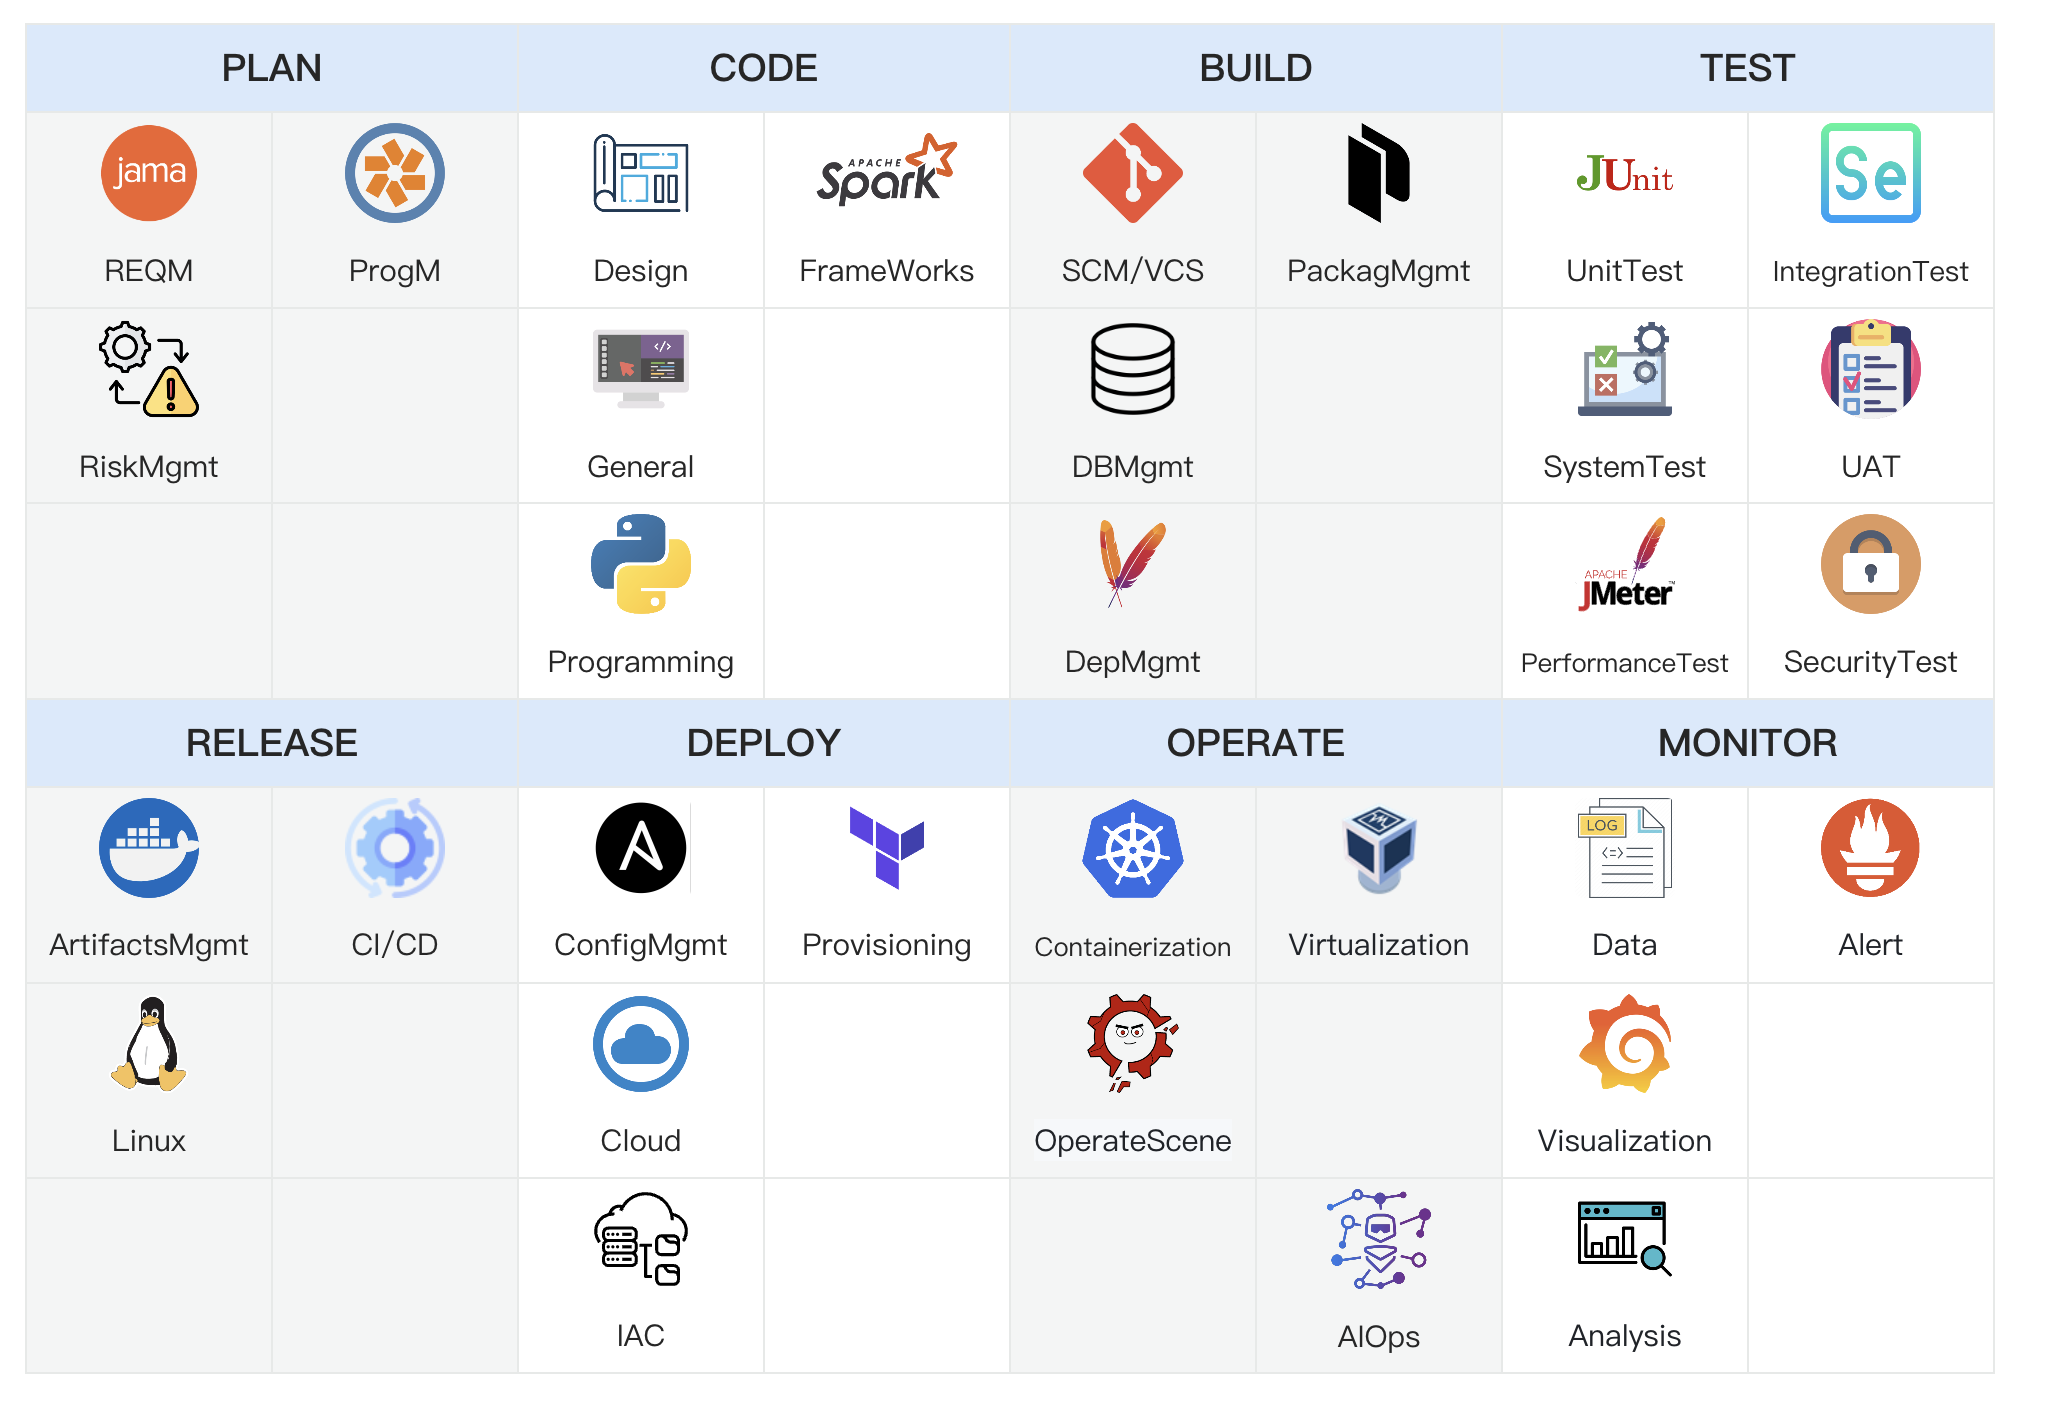 PLAN CODE BUILD TEST
jama APACHE Spark JUnit Se
REQM ProgM Design FrameWorks SCM/VCS PackagMgmt UnitTest IntegrationTest
</>
RiskMgmt General DBMgmt SystemTest UAT
APACHE
JMeter™
Programming DepMgmt PerformanceTest SecurityTest
RELEASE DEPLOY OPERATE MONITOR
LOG
<=>
ArtifactsMgmt CI/CD ConfigMgmt Provisioning Containerization Virtualization Data Alert
Linux Cloud OperateScene Visualization
IAC AIOps Analysis